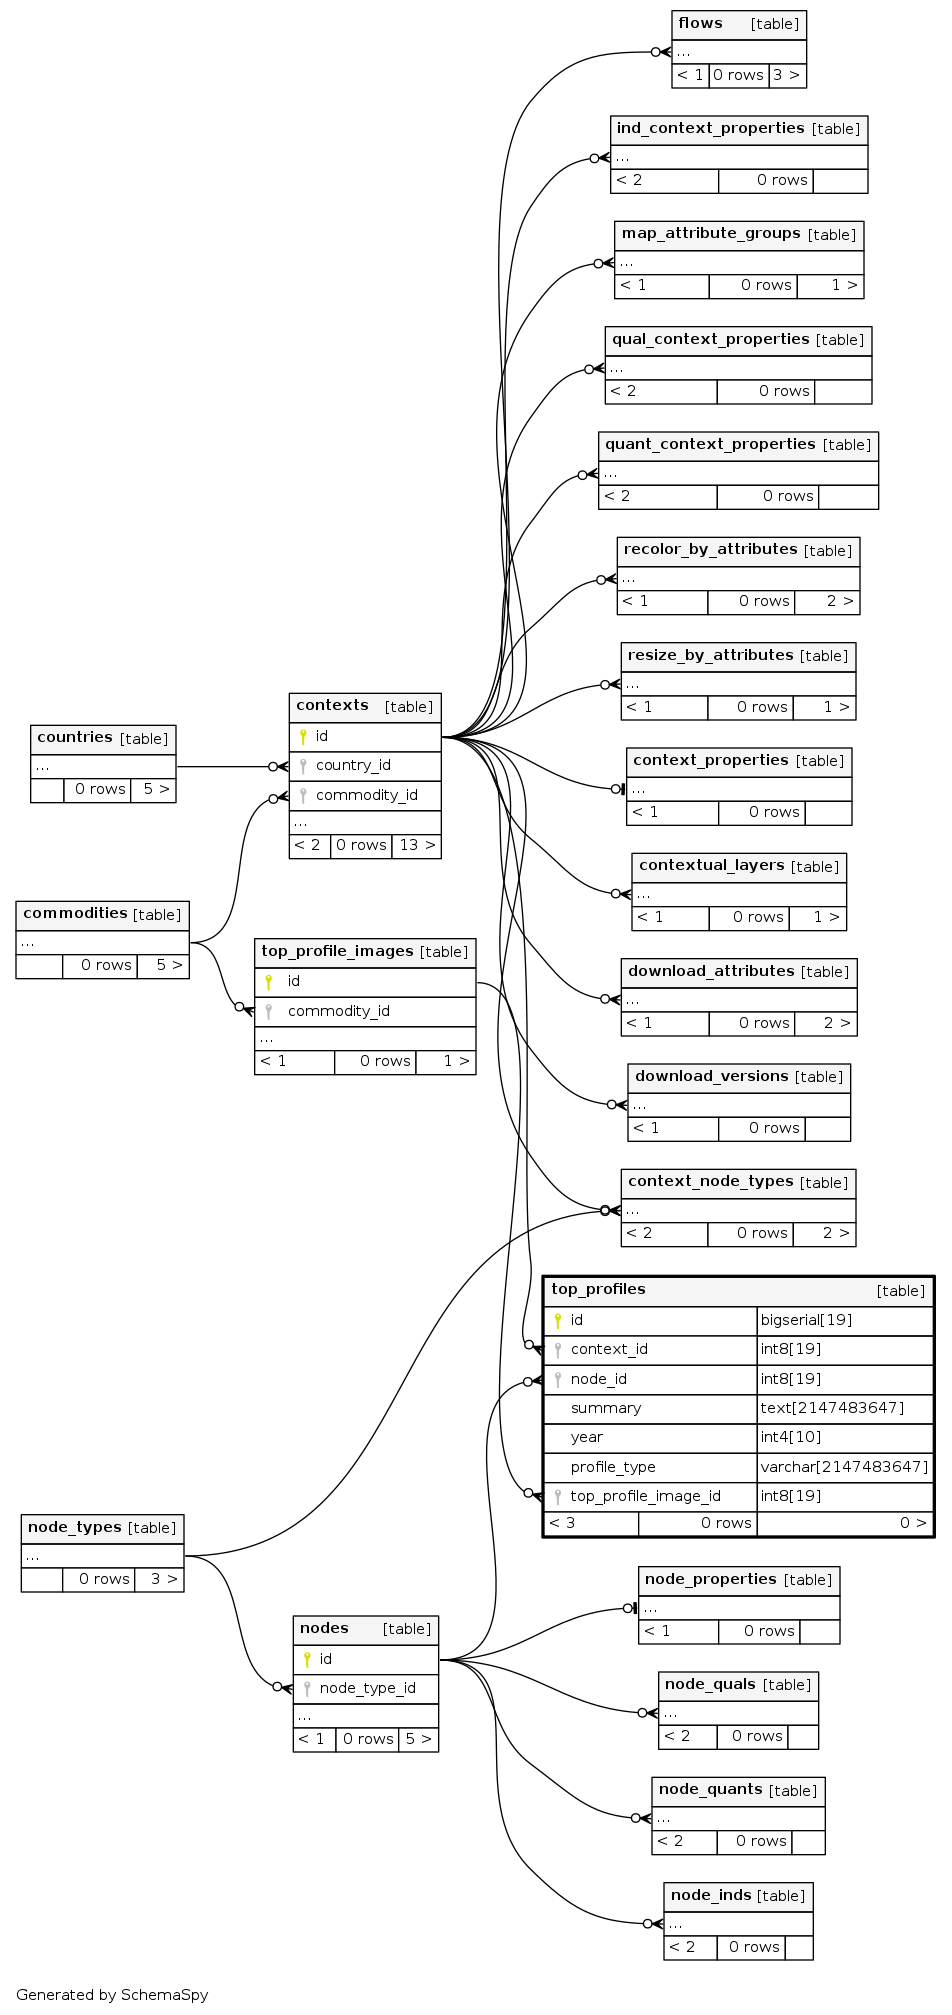 flows [table]
...
< 1 0 rows 3 >
ind_context_properties [table]
...
< 2 0 rows
map_attribute_groups [table]
...
< 1 0 rows 1 >
qual_context_properties [table]
...
< 2 0 rows
quant_context_properties [table]
...
< 2 0 rows
recolor_by_attributes [table]
...
< 1 0 rows 2 >
resize_by_attributes [table]
...
< 1 0 rows 1 >
contexts [table]
id
country_id
commodity_id
...
< 2 0 rows 13 >
countries [table]
...
0 rows 5 >
context_properties [table]
...
< 1 0 rows
contextual_layers [table]
...
< 1 0 rows 1 >
commodities [table]
...
0 rows 5 >
top_profile_images [table]
id
commodity_id
...
< 1 0 rows 1 >
download_attributes [table]
...
< 1 0 rows 2 >
download_versions [table]
...
< 1 0 rows
context_node_types [table]
...
< 2 0 rows 2 >
top_profiles [table]
id bigserial[19]
context_id int8[19]
node_id int8[19]
summary text[2147483647]
year int4[10]
profile_type varchar[2147483647]
top_profile_image_id int8[19]
< 3 0 rows 0 >
node_types [table]
...
0 rows 3 >
nodes [table]
id
node_type_id
...
< 1 0 rows 5 >
node_properties [table]
...
< 1 0 rows
node_quals [table]
...
< 2 0 rows
node_quants [table]
...
< 2 0 rows
node_inds [table]
...
< 2 0 rows
Generated by SchemaSpy